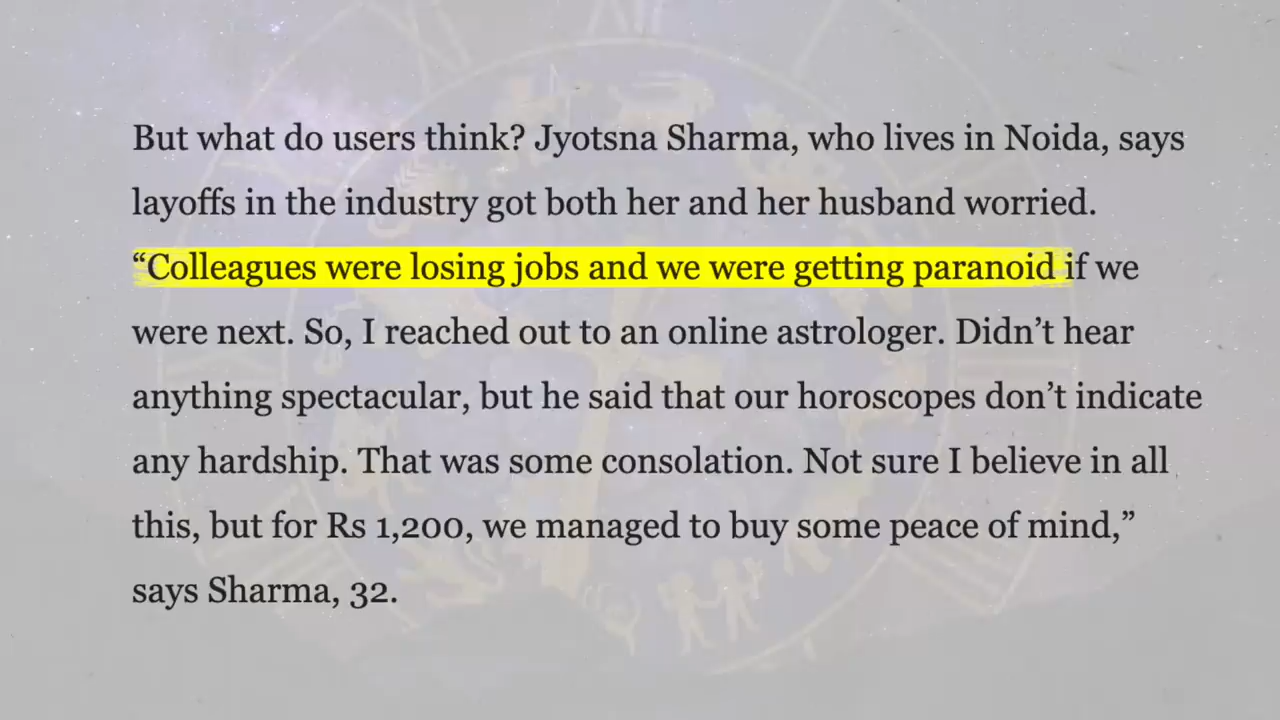 But what do users think? Jyotsna Sharma, who lives in Noida, says
layoffs in the industry got both her and her husband worried.
“Colleagues were losing jobs and we were getting paranoid if we
were next. So, I reached out to an online astrologer. Didn’t hear
anything spectacular, but he said that our horoscopes don’t indicate
any hardship. That was some consolation. Not sure I believe in all
this, but for Rs 1,200, we managed to buy some peace of mind,”
says Sharma, 32.